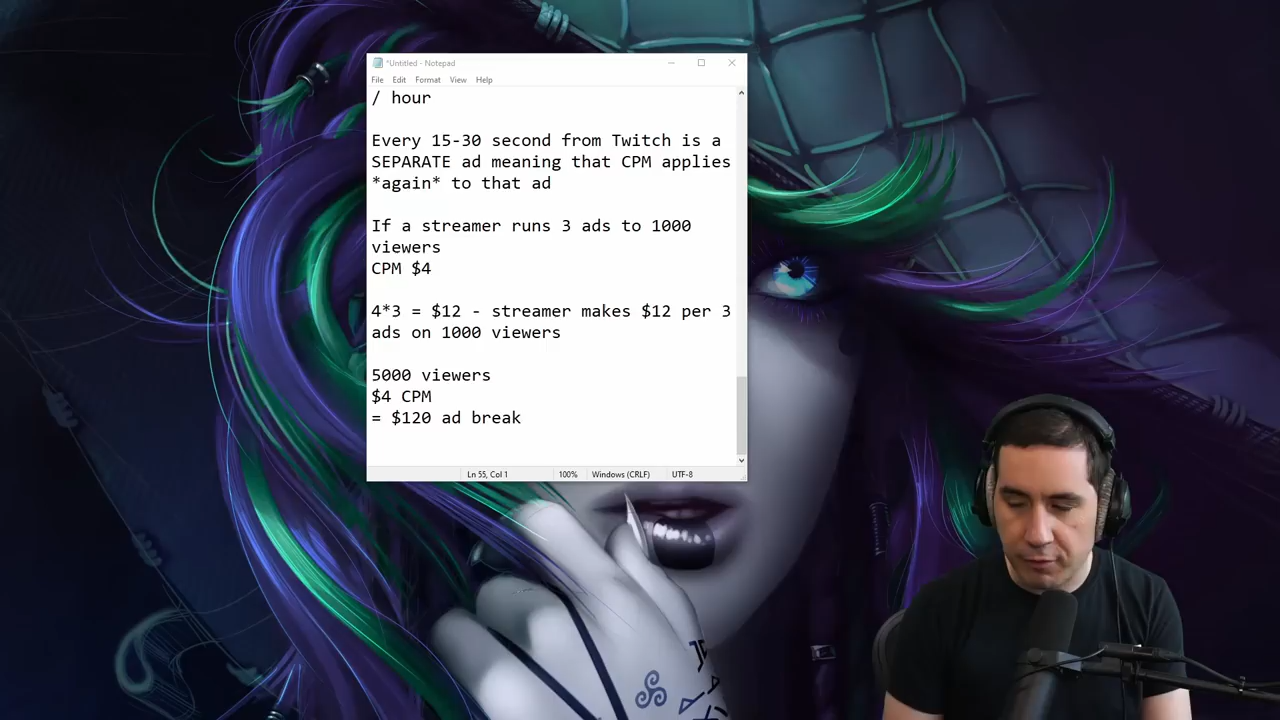 *Untitled - Notepad
File Edit Format View Help
/ hour
Every 15-30 second from Twitch is a
SEPARATE ad meaning that CPM applies
*again* to that ad
If a streamer runs 3 ads to 1000
viewers
CPM $4
4*3 = $12 - streamer makes $12 per 3
ads on 1000 viewers
5000 viewers
$4 CPM
= $120 ad break
Ln 55, Col 1 100% Windows (CRLF) UTF-8